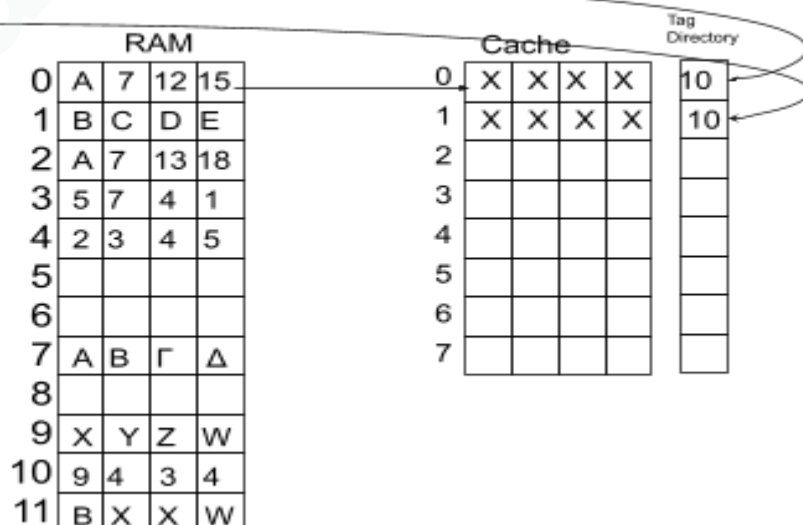 Tag
Directory
RAM
Cache
0 A 7 12 15
0 X X X X
10
1 B C D E
1 X X X X
10
2 A 7 13 18
2
3 5 7 4 1
3
4 2 3 4 5
4
5
5
6
6
7 Α Β Γ Δ
7
8
9 X Y Z W
10 9 4 3 4
11 B X X W